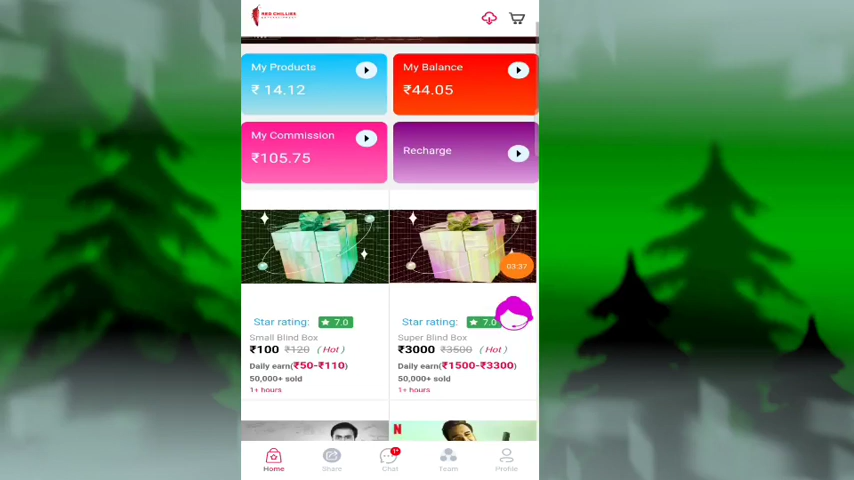 RED CHILLIES
ENTERTAINMENT
My Products
₹ 14.12
My Balance
₹44.05
My Commission
₹105.75
Recharge
03:37
Star rating: ★ 7.0
Small Blind Box
₹100 ₹120 ( Hot )
Daily earn(₹50-₹110)
50,000+ sold
1+ hours
Star rating: ★ 7.0
Super Blind Box
₹3000 ₹3500 ( Hot )
Daily earn(₹1500-₹3300)
50,000+ sold
1+ hours
N
Home
Share
Chat
Team
Profile